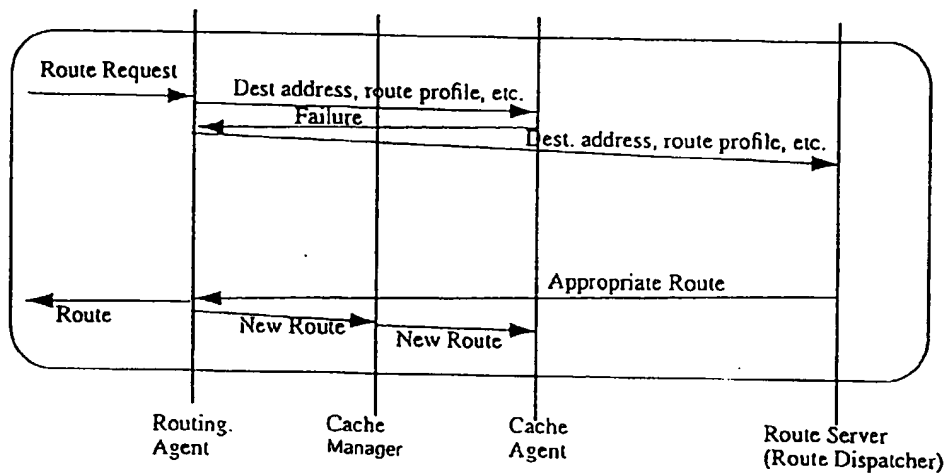 Route Request
Dest address, route profile, etc.
Failure
Dest. address, route profile, etc.
Appropriate Route
Route
New Route
New Route
Routing.
Agent
Cache
Manager
Cache
Agent
Route Server
(Route Dispatcher)